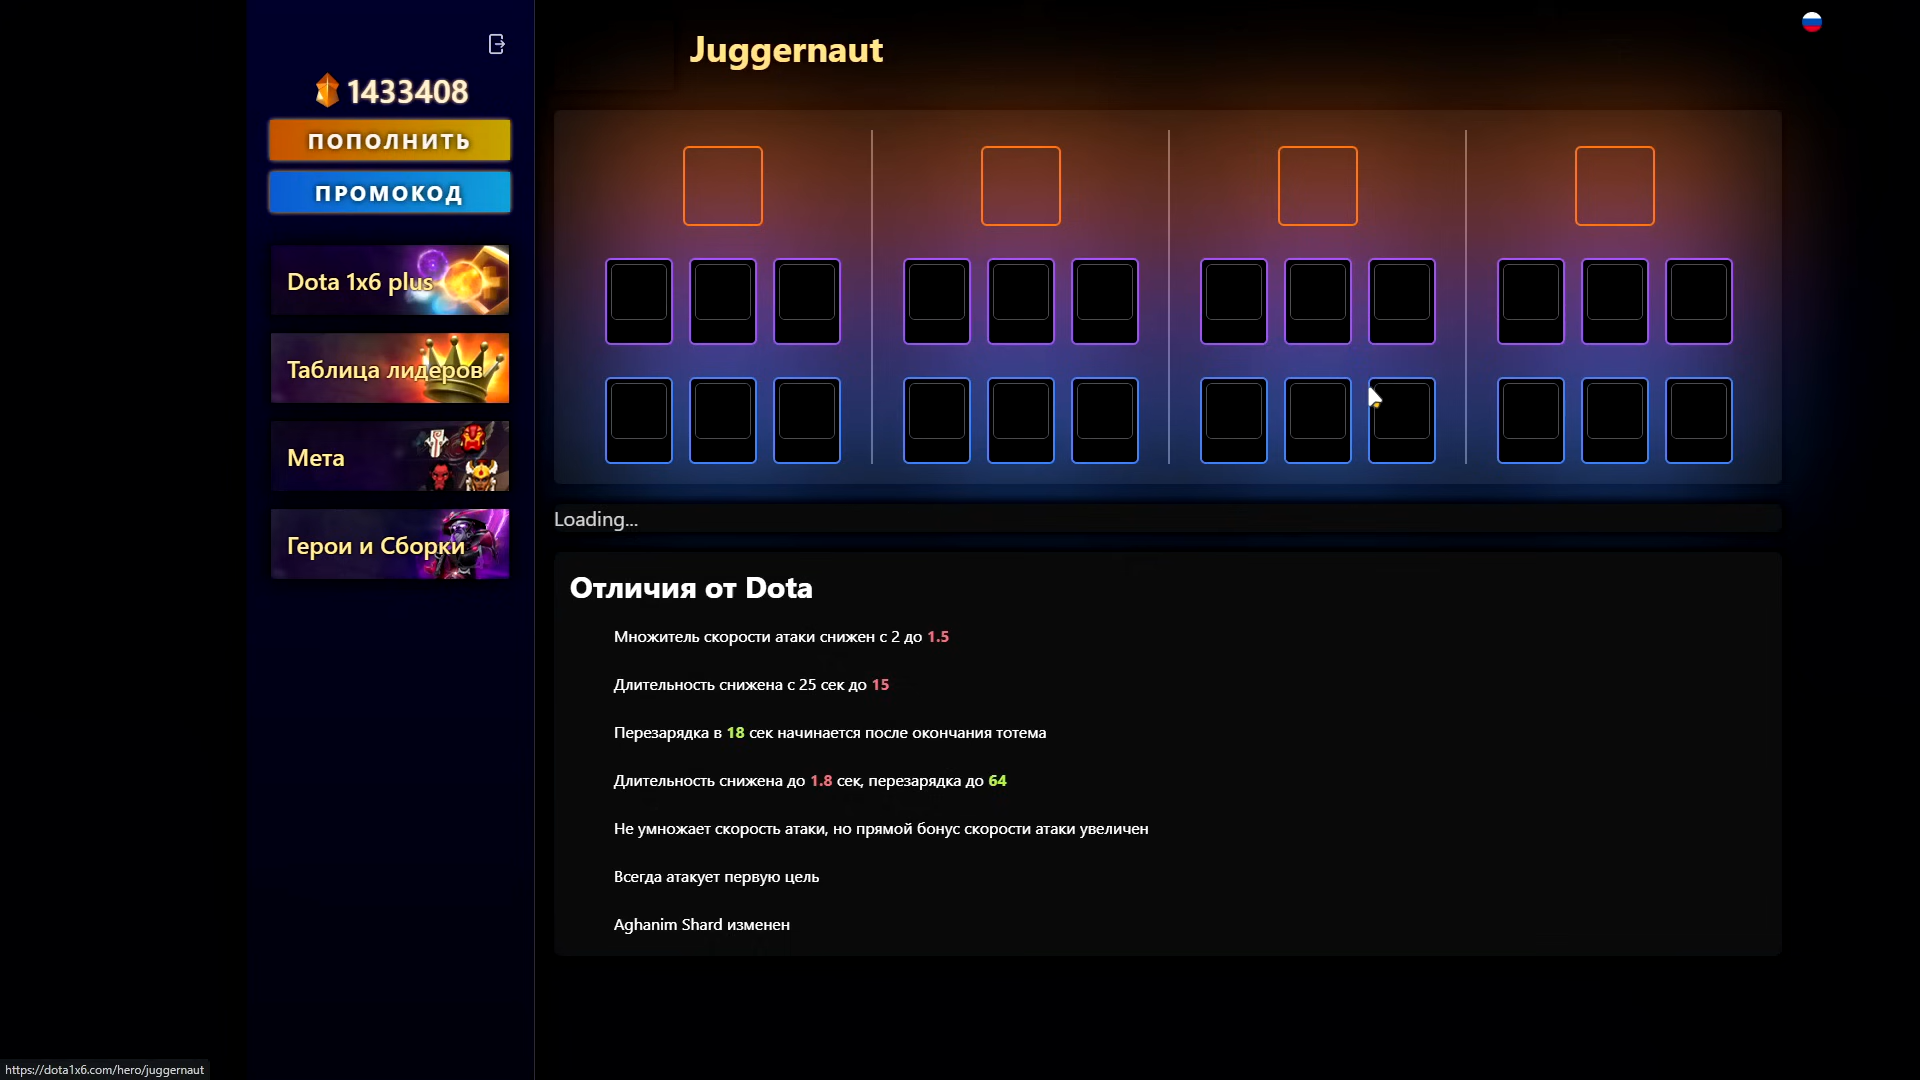 Juggernaut
1433408
ПОПОЛНИТЬ
ПРОМОКОД
Dota 1x6 plus
Таблица лидеров
Мета
Герои и Сборки
Loading...
Отличия от Dota
Множитель скорости атаки снижен с 2 до 1.5
Длительность снижена с 25 сек до 15
Перезарядка в 18 сек начинается после окончания тотема
Длительность снижена до 1.8 сек, перезарядка до 64
Не умножает скорость атаки, но прямой бонус скорости атаки увеличен
Всегда атакует первую цель
Aghanim Shard изменен
https://dota1x6.com/hero/juggernaut